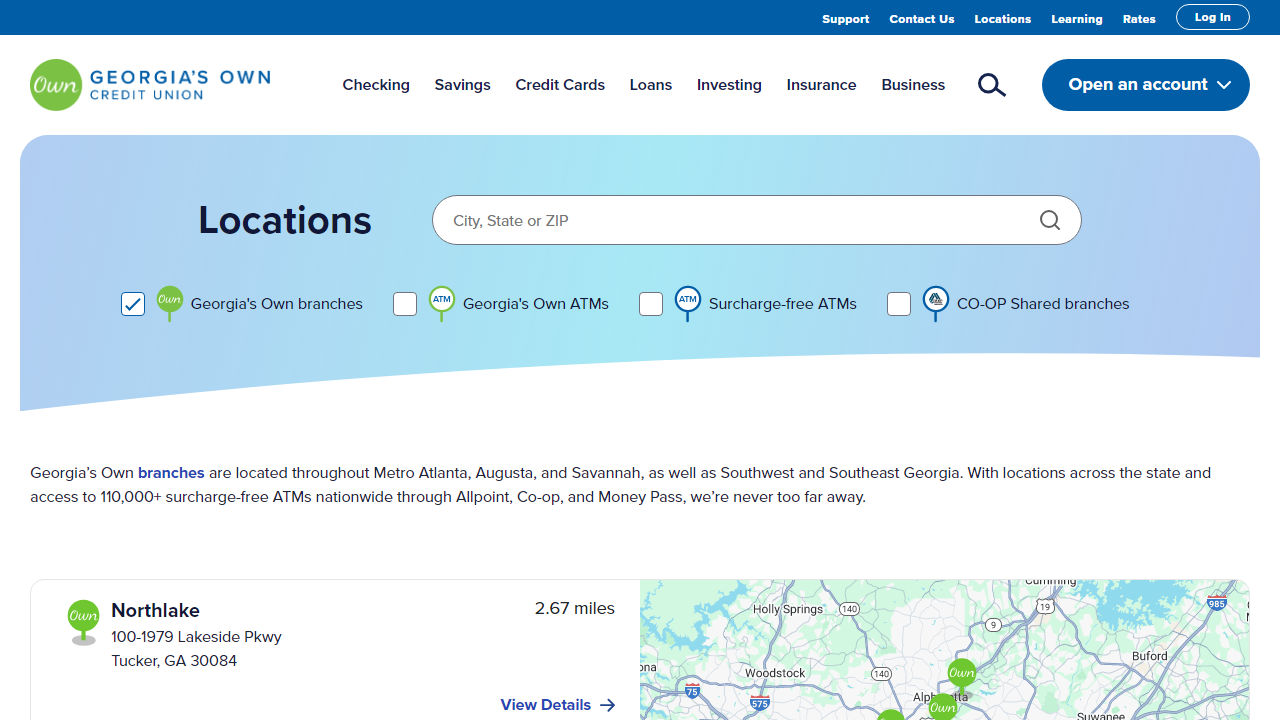 Support Contact Us Locations Learning Rates Log In
Own GEORGIA'S OWN
CREDIT UNION
Checking Savings Credit Cards Loans Investing Insurance Business Open an account
Locations
City, State or ZIP
Own Georgia's Own branches ATM Georgia's Own ATMs ATM Surcharge-free ATMs CO-OP Shared branches
Georgia's Own branches are located throughout Metro Atlanta, Augusta, and Savannah, as well as Southwest and Southeast Georgia. With locations across the state and
access to 110,000+ surcharge-free ATMs nationwide through Allpoint, Co-op, and Money Pass, we're never too far away.
Own Northlake 2.67 miles
100-1979 Lakeside Pkwy
Tucker, GA 30084
View Details
Cumming
Holly Springs 140 19 985
9
Buford
Woodstock 140 Own
75 575
Own
Suwanee